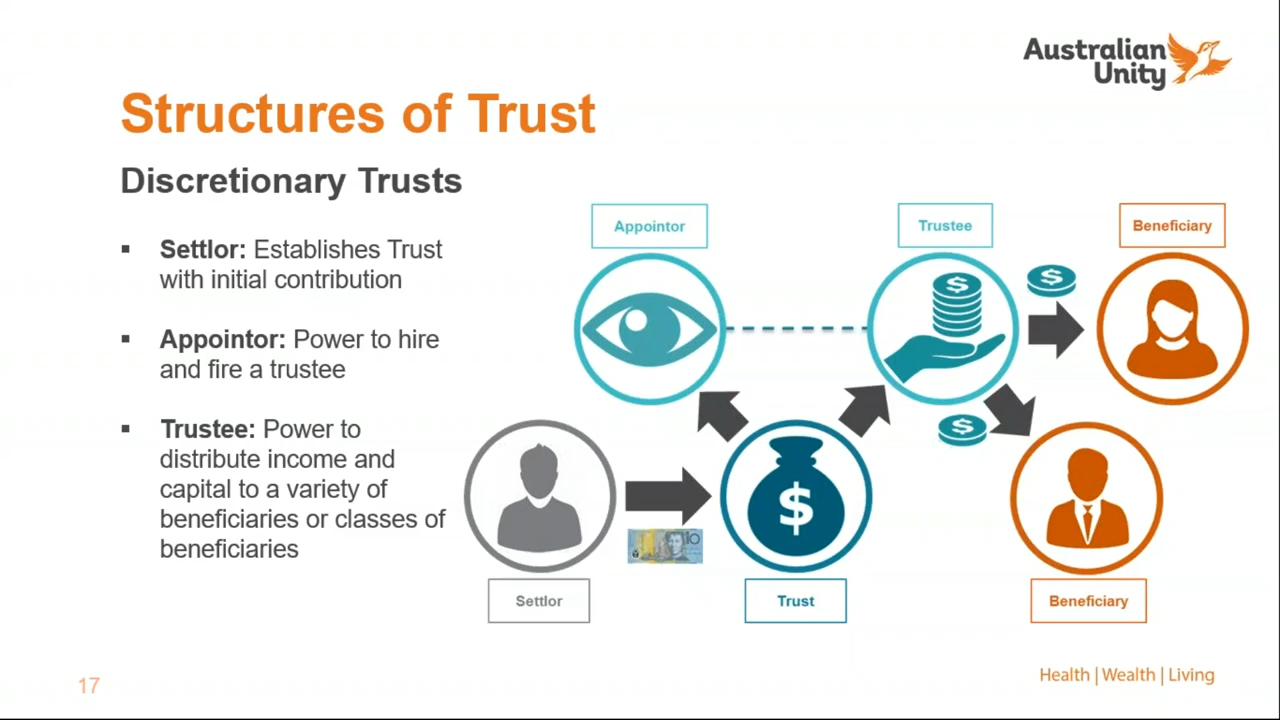 Australian
Unity
Structures of Trust
Discretionary Trusts
▪ Settlor: Establishes Trust
with initial contribution
▪ Appointor: Power to hire
and fire a trustee
▪ Trustee: Power to
distribute income and
capital to a variety of
beneficiaries or classes of
beneficiaries
Appointor
Trustee
Beneficiary
$
$
$
$
10
Settlor
Trust
Beneficiary
17
Health | Wealth | Living